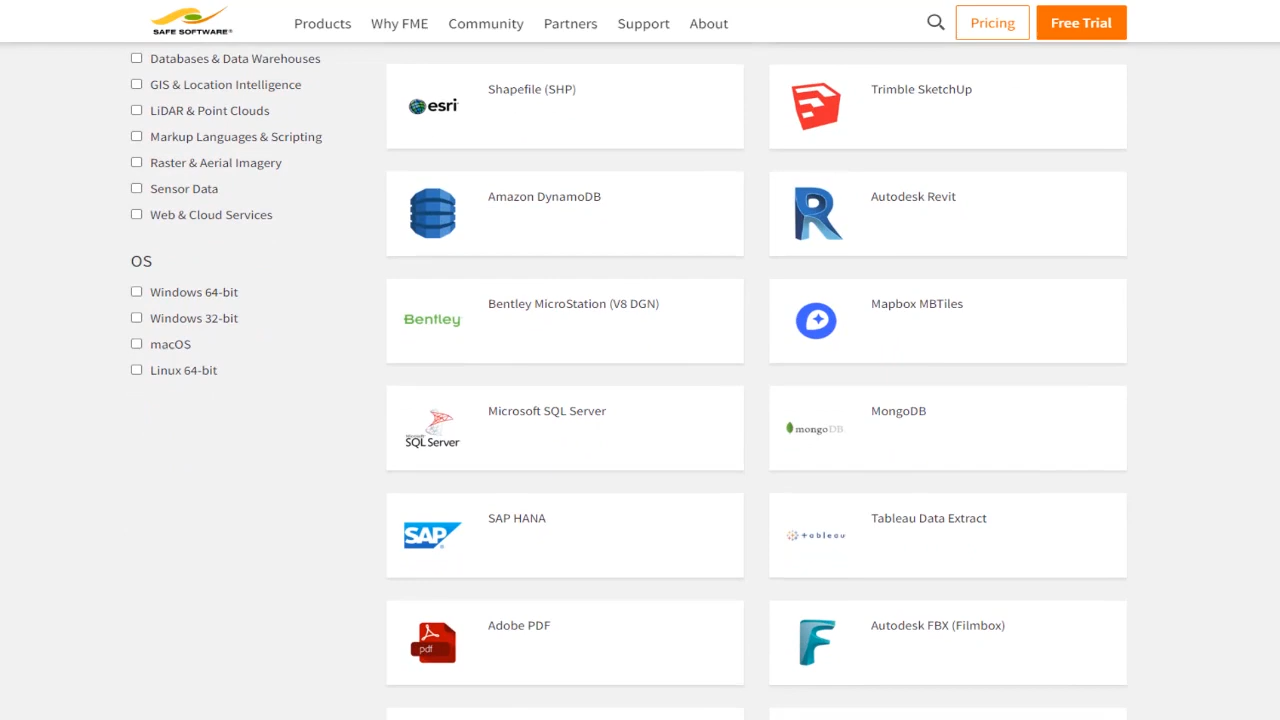 SAFE SOFTWARE®
Products
Why FME
Community
Partners
Support
About
Pricing
Free Trial
Databases & Data Warehouses
GIS & Location Intelligence
LiDAR & Point Clouds
Markup Languages & Scripting
Raster & Aerial Imagery
Sensor Data
Web & Cloud Services
OS
Windows 64-bit
Windows 32-bit
macOS
Linux 64-bit
esri
Shapefile (SHP)
Trimble SketchUp
Amazon DynamoDB
Autodesk Revit
Bentley
Bentley MicroStation (V8 DGN)
Mapbox MBTiles
Microsoft
SQL Server
Microsoft SQL Server
mongoDB
MongoDB
SAP
SAP HANA
+ableau
Tableau Data Extract
pdf
Adobe PDF
Autodesk FBX (Filmbox)